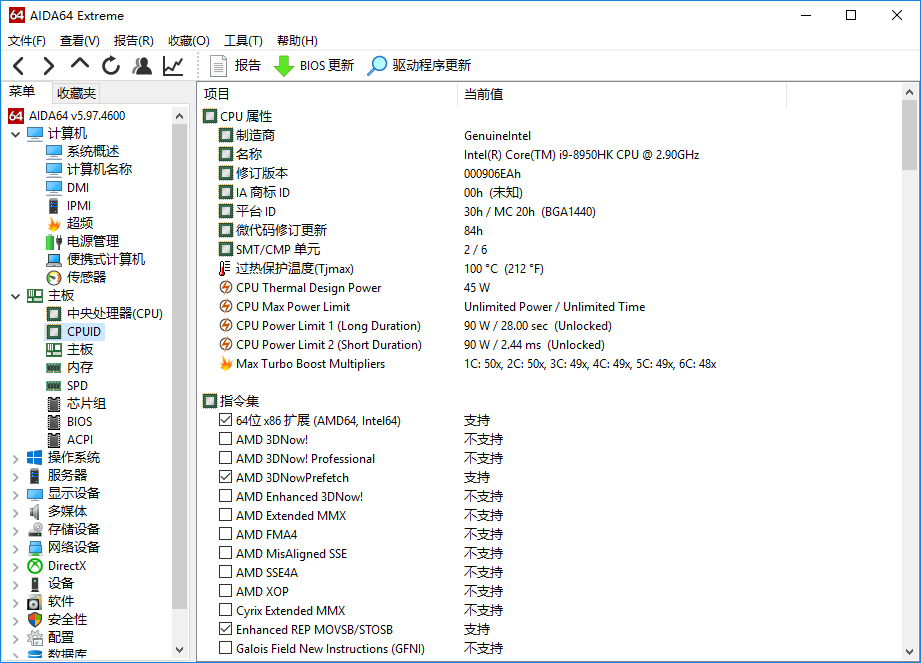 64 AIDA64 Extreme
文件(F) 查看(V) 报告(R) 收藏(O) 工具(T) 帮助(H)
报告 BIOS 更新 驱动程序更新
菜单 收藏夹
64 AIDA64 v5.97.4600
计算机
系统概述
计算机名称
DMI
IPMI
超频
电源管理
便携式计算机
传感器
主板
中央处理器(CPU)
CPUID
主板
内存
SPD
芯片组
BIOS
ACPI
操作系统
服务器
显示设备
多媒体
存储设备
网络设备
DirectX
设备
软件
安全性
配置
数据库
项目 当前值
CPU 属性
制造商 GenuineIntel
名称 Intel(R) Core(TM) i9-8950HK CPU @ 2.90GHz
修订版本 000906EAh
IA 商标 ID 00h (未知)
平台 ID 30h / MC 20h (BGA1440)
微代码修订更新 84h
SMT/CMP 单元 2 / 6
过热保护温度(Tjmax) 100 °C (212 °F)
CPU Thermal Design Power 45 W
CPU Max Power Limit Unlimited Power / Unlimited Time
CPU Power Limit 1 (Long Duration) 90 W / 28.00 sec (Unlocked)
CPU Power Limit 2 (Short Duration) 90 W / 2.44 ms (Unlocked)
Max Turbo Boost Multipliers 1C: 50x, 2C: 50x, 3C: 49x, 4C: 49x, 5C: 49x, 6C: 48x
指令集
64位 x86 扩展 (AMD64, Intel64) 支持
AMD 3DNow! 不支持
AMD 3DNow! Professional 不支持
AMD 3DNowPrefetch 支持
AMD Enhanced 3DNow! 不支持
AMD Extended MMX 不支持
AMD FMA4 不支持
AMD MisAligned SSE 不支持
AMD SSE4A 不支持
AMD XOP 不支持
Cyrix Extended MMX 不支持
Enhanced REP MOVSB/STOSB 支持
Galois Field New Instructions (GFNI) 不支持